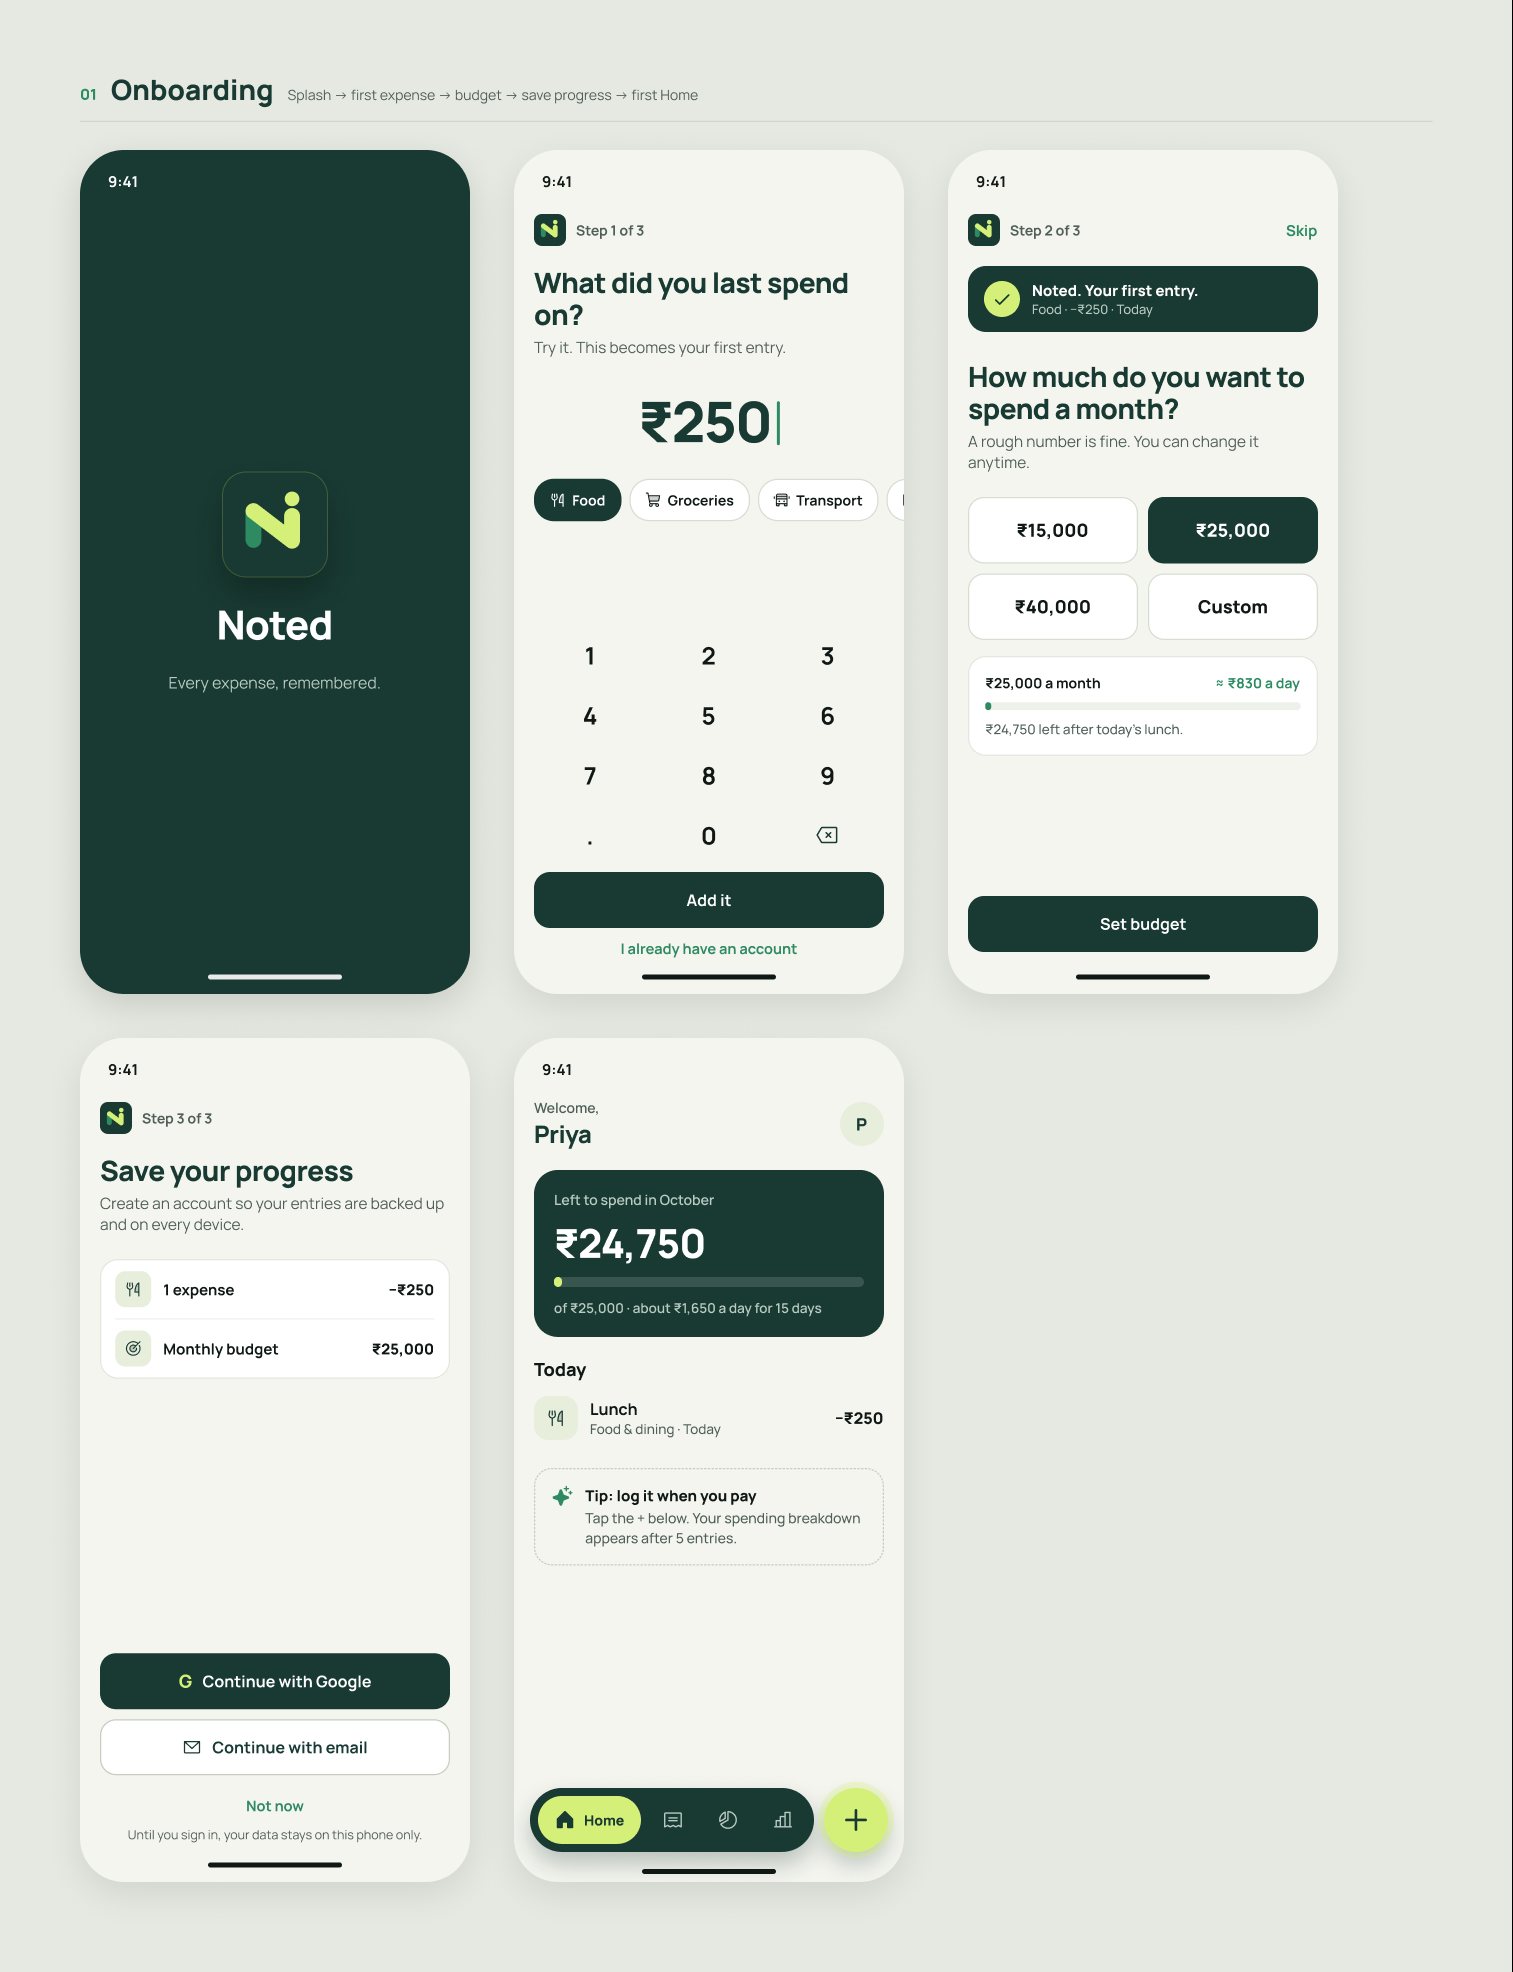 01 Onboarding Splash → first expense → budget → save progress → first Home
9:41
Noted
Every expense, remembered.
9:41
Step 1 of 3
What did you last spend
on?
Try it. This becomes your first entry.
₹250
Food Groceries Transport
1 2 3
4 5 6
7 8 9
. 0
Add it
I already have an account
9:41
Step 2 of 3 Skip
Noted. Your first entry.
Food · −₹250 · Today
How much do you want to
spend a month?
A rough number is fine. You can change it
anytime.
₹15,000 ₹25,000
₹40,000 Custom
₹25,000 a month ≈ ₹830 a day
₹24,750 left after today's lunch.
Set budget
9:41
Step 3 of 3
Save your progress
Create an account so your entries are backed up
and on every device.
1 expense −₹250
Monthly budget ₹25,000
G Continue with Google
Continue with email
Not now
Until you sign in, your data stays on this phone only.
9:41
Welcome,
Priya
P
Left to spend in October
₹24,750
of ₹25,000 · about ₹1,650 a day for 15 days
Today
Lunch −₹250
Food & dining · Today
Tip: log it when you pay
Tap the + below. Your spending breakdown
appears after 5 entries.
Home